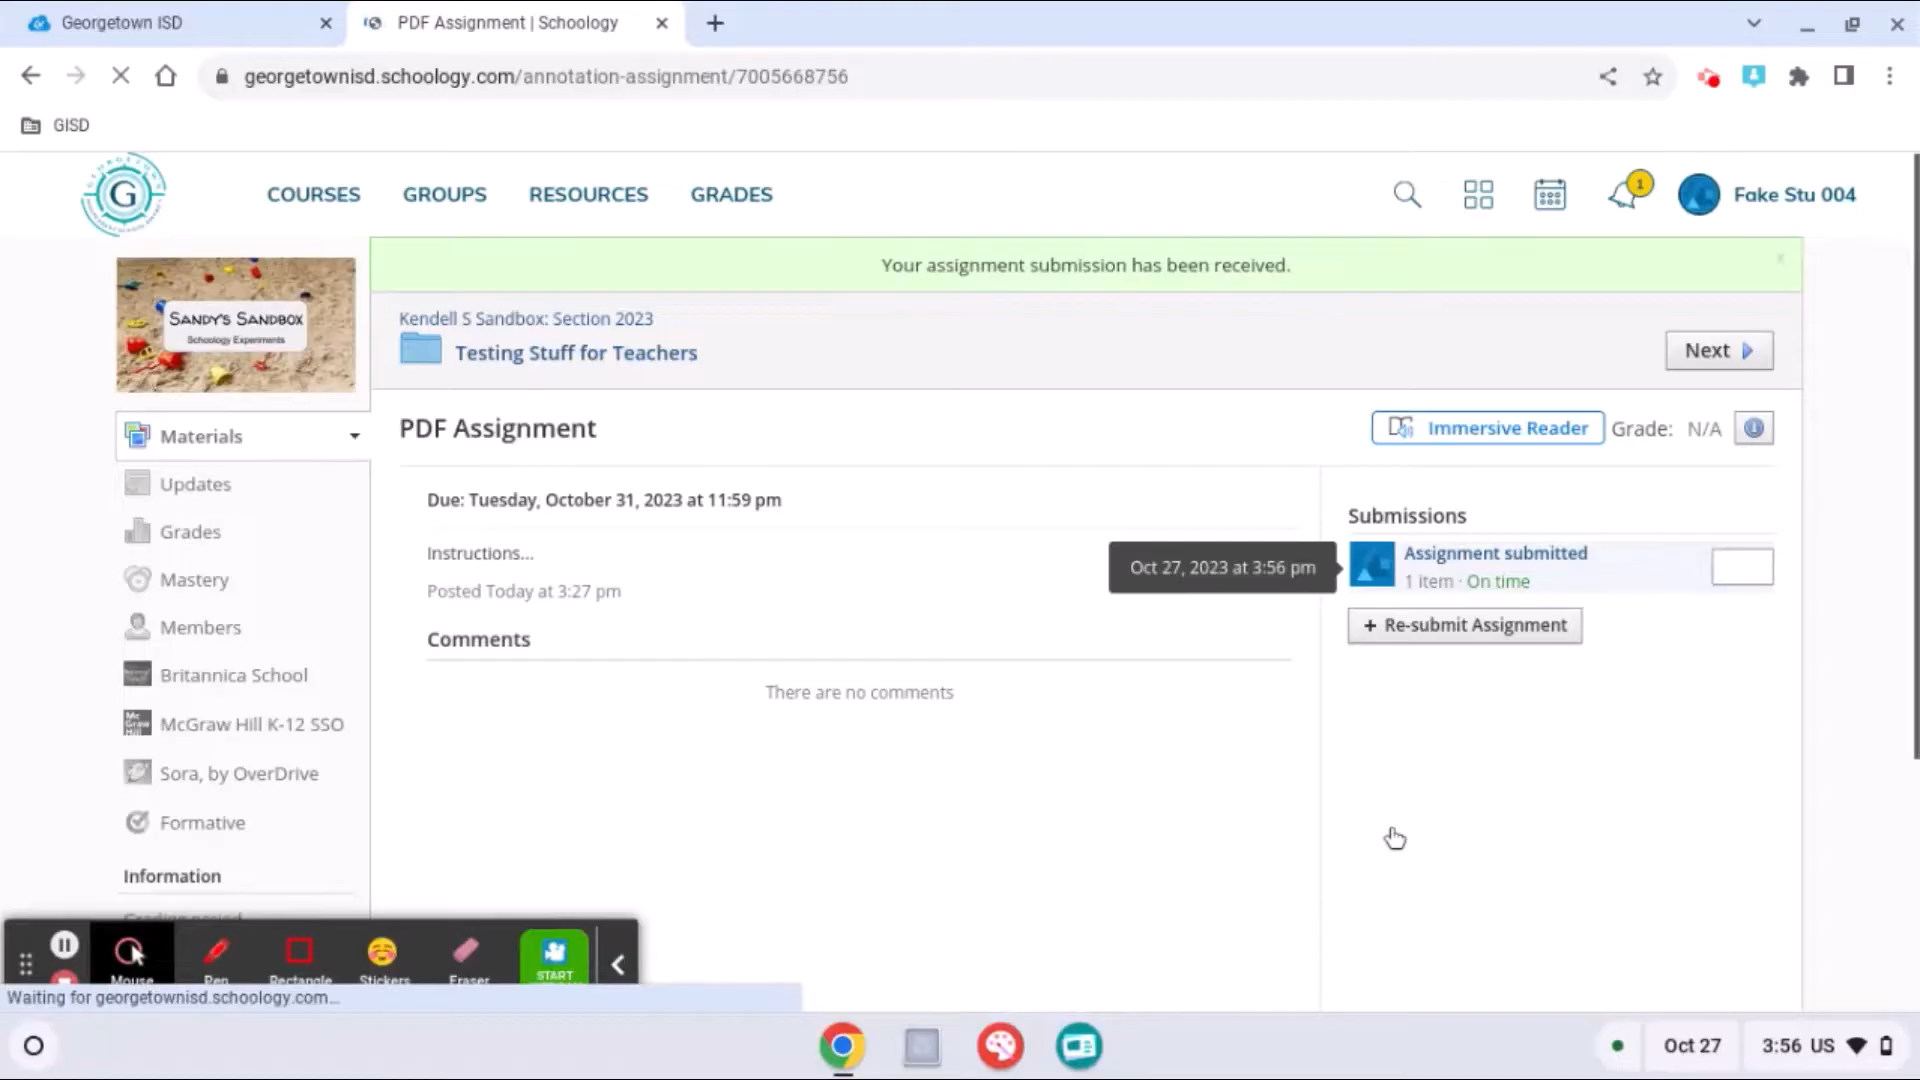 Georgetown ISD
PDF Assignment | Schoology
georgetownisd.schoology.com/annotation-assignment/7005668756
GISD
G
COURSES
GROUPS
RESOURCES
GRADES
1
Fake Stu 004
SANDY'S SANDBOX
Schoology Experiments
Your assignment submission has been received.
Kendell S Sandbox: Section 2023
Testing Stuff for Teachers
Next
Materials
Updates
Grades
Mastery
Members
Britannica School
McGraw Hill K-12 SSO
Sora, by OverDrive
Formative
Information
Grading period
PDF Assignment
Immersive Reader
Grade: N/A
Due: Tuesday, October 31, 2023 at 11:59 pm
Instructions...
Posted Today at 3:27 pm
Comments
There are no comments
Submissions
Oct 27, 2023 at 3:56 pm
Assignment submitted
1 item · On time
+ Re-submit Assignment
Mouse
Pen
Rectangle
Stickers
Eraser
START
Waiting for georgetownisd.schoology.com...
Oct 27
3:56 US